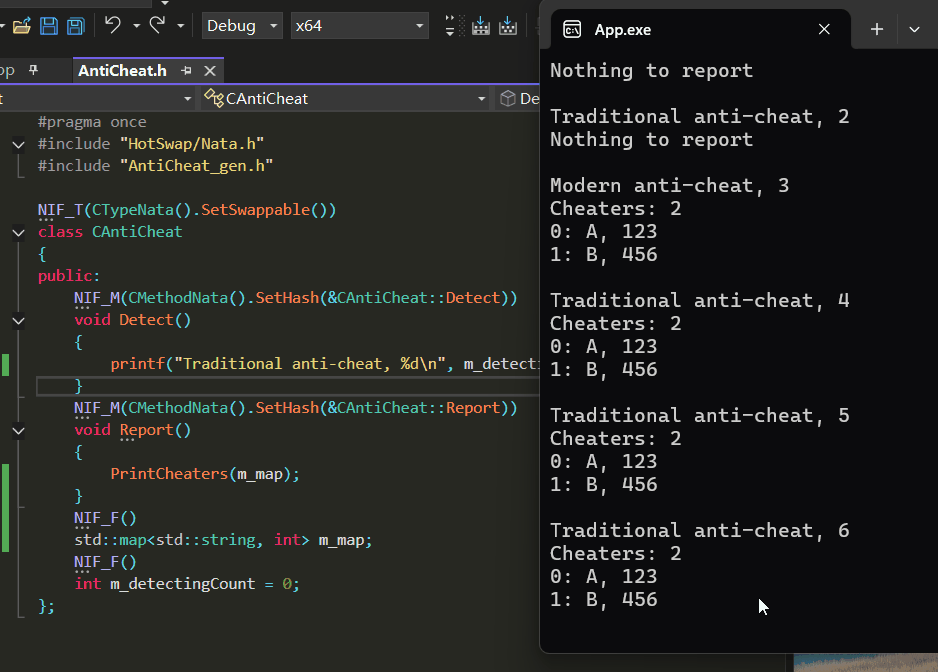 Debug
x64
App.exe
op
AntiCheat.h
t
CAntiCheat
De
#pragma once
#include "HotSwap/Nata.h"
#include "AntiCheat_gen.h"
NIF_T(CTypeNata().SetSwappable())
class CAntiCheat
{
public:
NIF_M(CMethodNata().SetHash(&CAntiCheat::Detect))
void Detect()
{
printf("Traditional anti-cheat, %d\n", m_detecti
}
NIF_M(CMethodNata().SetHash(&CAntiCheat::Report))
void Report()
{
PrintCheaters(m_map);
}
NIF_F()
std::map<std::string, int> m_map;
NIF_F()
int m_detectingCount = 0;
};
Nothing to report
Traditional anti-cheat, 2
Nothing to report
Modern anti-cheat, 3
Cheaters: 2
0: A, 123
1: B, 456
Traditional anti-cheat, 4
Cheaters: 2
0: A, 123
1: B, 456
Traditional anti-cheat, 5
Cheaters: 2
0: A, 123
1: B, 456
Traditional anti-cheat, 6
Cheaters: 2
0: A, 123
1: B, 456